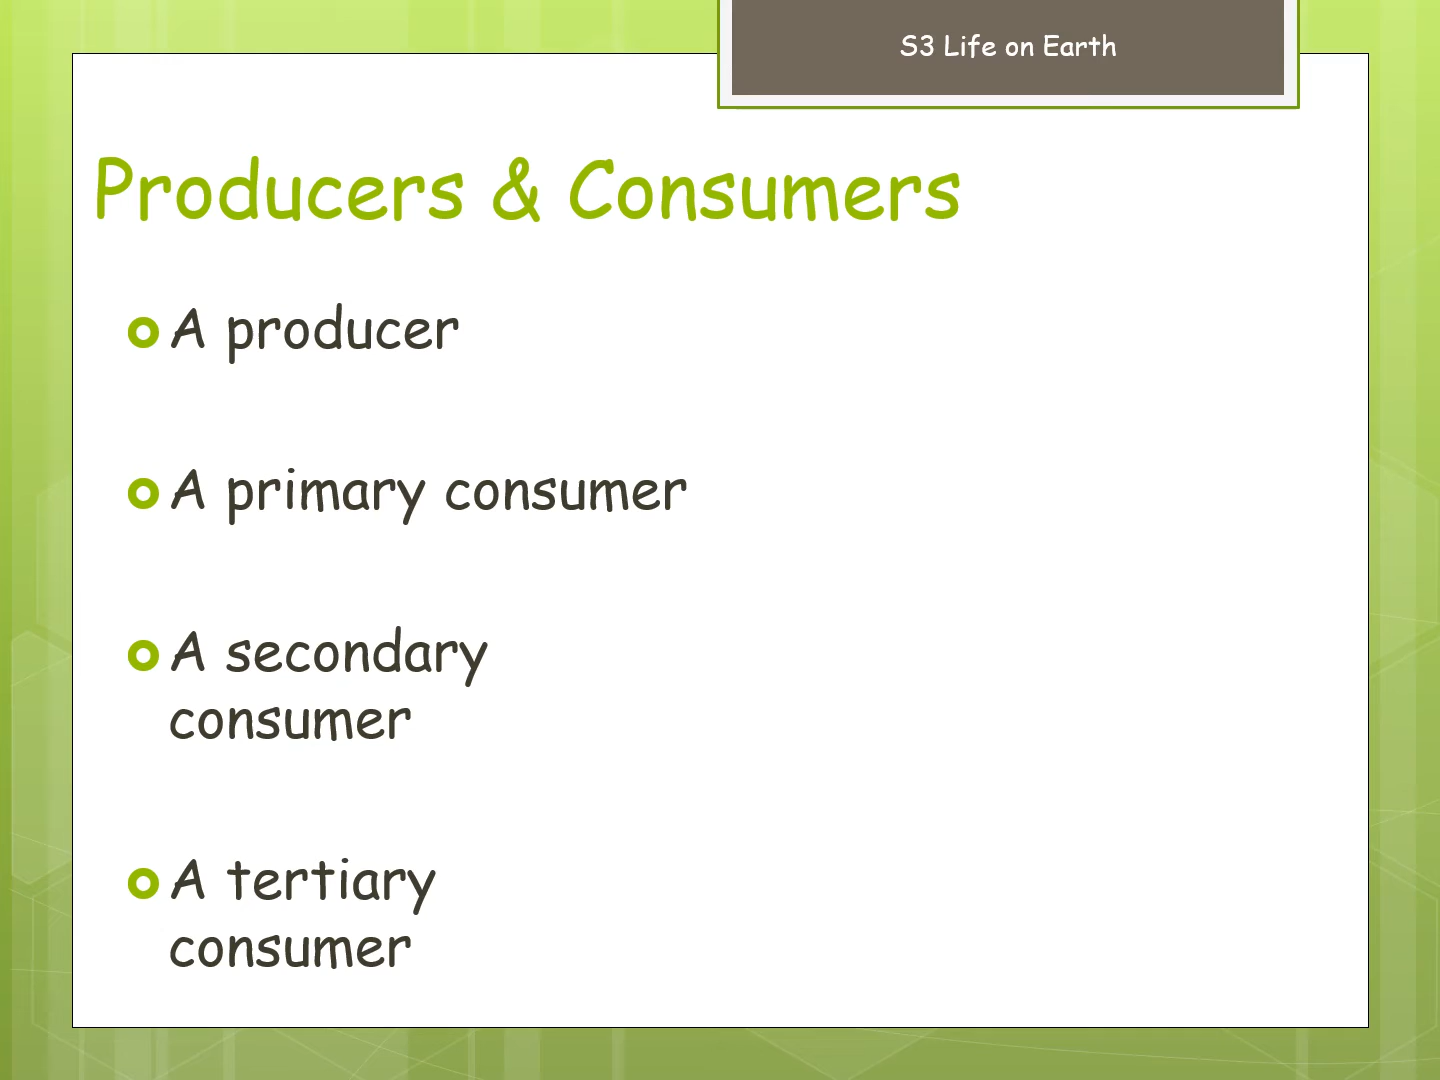 S3 Life on Earth
Producers & Consumers
A producer
A primary consumer
A secondary
consumer
A tertiary
consumer